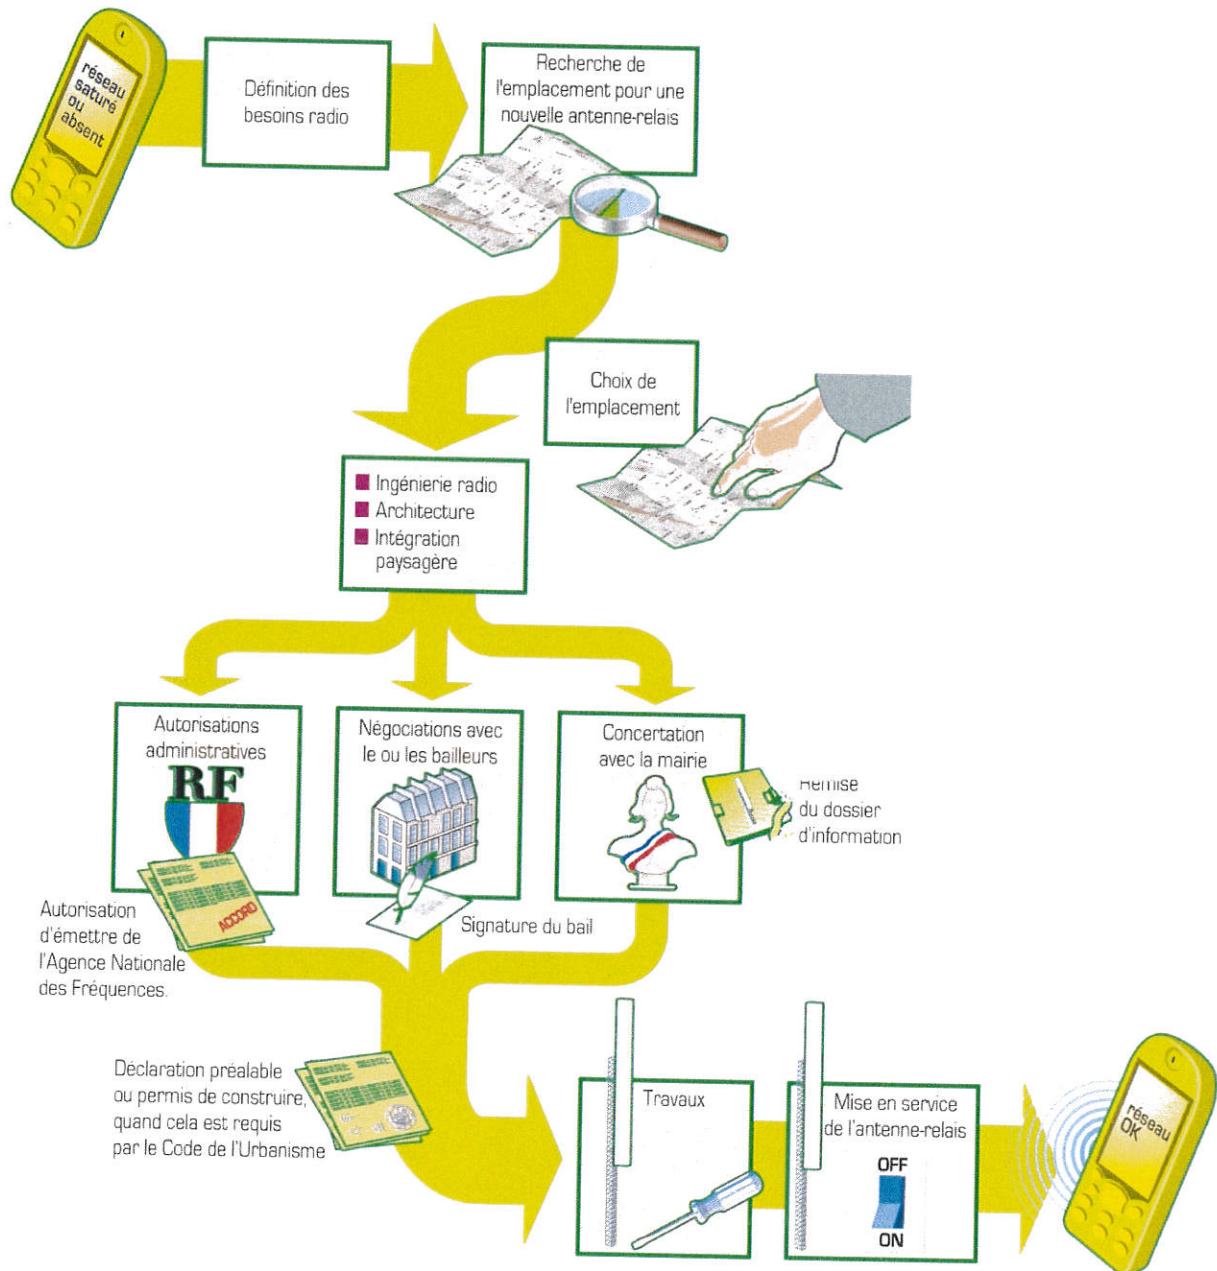 réseau
saturé
ou
absent
Définition des
besoins radio
Recherche de
l'emplacement pour une
nouvelle antenne-relais
Choix de
l'emplacement
Ingénierie radio
Architecture
Intégration
paysagère
Autorisations
administratives
RF
ACCORD
Autorisation
d'émettre de
l'Agence Nationale
des Fréquences.
Négociations avec
le ou les bailleurs
Signature du bail
Concertation
avec la mairie
Remise
du dossier
d'information
Déclaration préalable
ou permis de construire,
quand cela est requis
par le Code de l'Urbanisme
Travaux
Mise en service
de l'antenne-relais
OFF
ON
réseau
OK